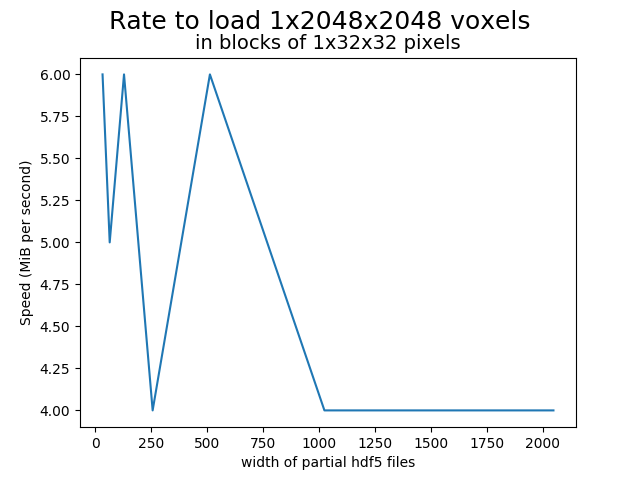 Rate to load 1x2048x2048 voxels
in blocks of 1x32x32 pixels
6.00
5.75
5.50
5.25
5.00
4.75
4.50
4.25
4.00
Speed (MiB per second)
0 250 500 750 1000 1250 1500 1750 2000
width of partial hdf5 files